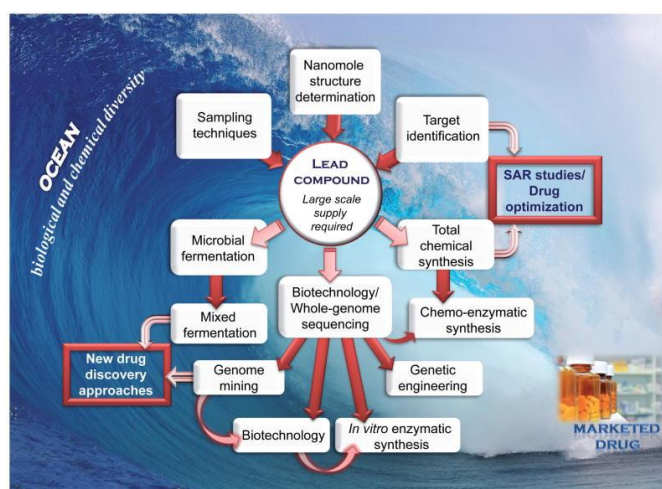 OCEAN
biological and chemical diversity
Nanomole
structure
determination
Sampling
techniques
Target
identification
LEAD
COMPOUND
Large scale
supply
required
SAR studies/
Drug
optimization
Microbial
fermentation
Total
chemical
synthesis
Biotechnology/
Whole-genome
sequencing
Mixed
fermentation
Chemo-enzymatic
synthesis
New drug
discovery
approaches
Genome
mining
Genetic
engineering
Biotechnology
In vitro enzymatic
synthesis
MARKETED
DRUG